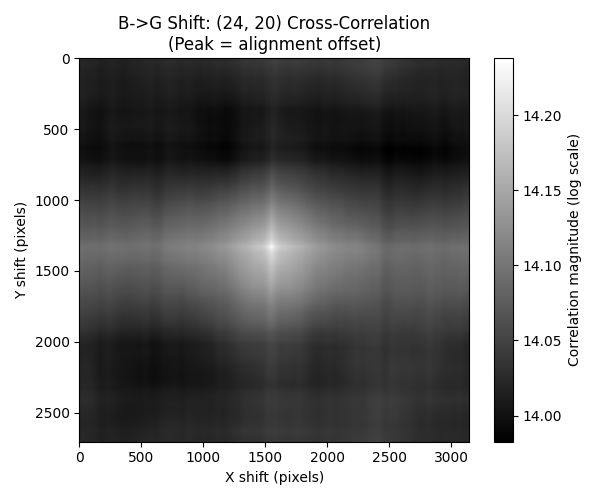 B->G Shift: (24, 20) Cross-Correlation
(Peak = alignment offset)
0
500
1000
1500
2000
2500
Y shift (pixels)
0 500 1000 1500 2000 2500 3000
X shift (pixels)
14.20
14.15
14.10
14.05
14.00
Correlation magnitude (log scale)